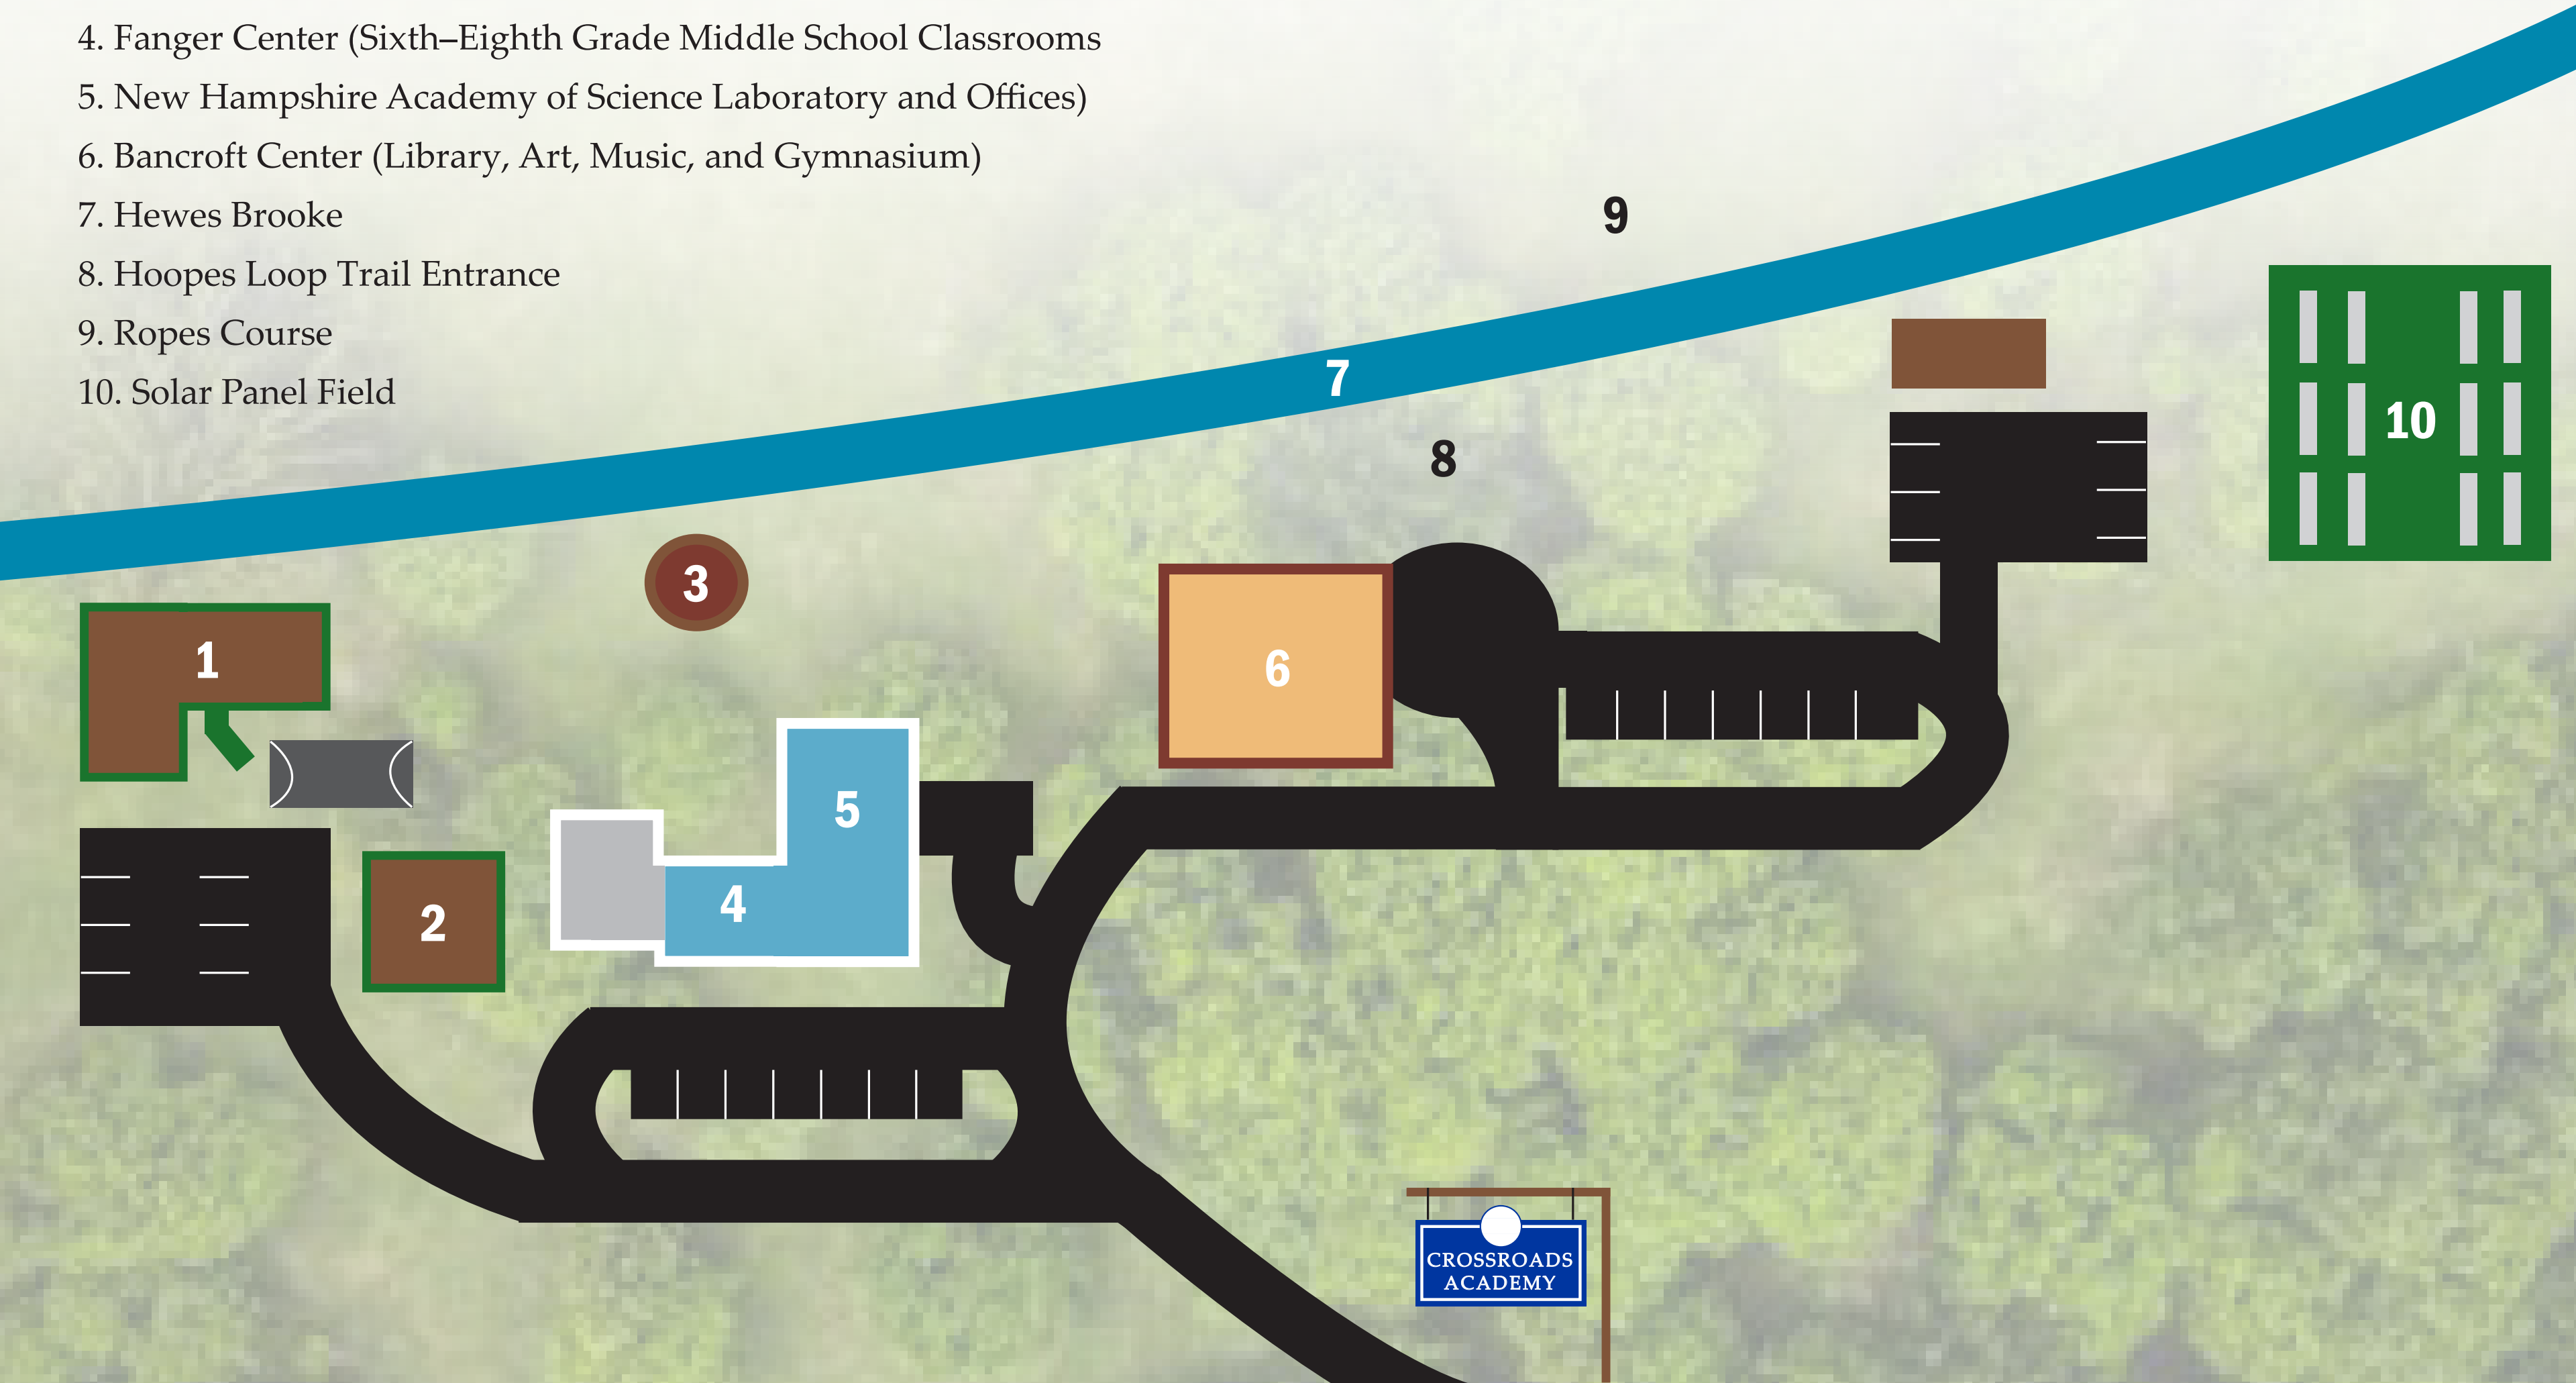 4. Fanger Center (Sixth–Eighth Grade Middle School Classrooms
5. New Hampshire Academy of Science Laboratory and Offices)
6. Bancroft Center (Library, Art, Music, and Gymnasium)
7. Hewes Brooke
8. Hoopes Loop Trail Entrance
9. Ropes Course
10. Solar Panel Field
9
7
10
8
3
1
6
5
4
2
CROSSROADS
ACADEMY